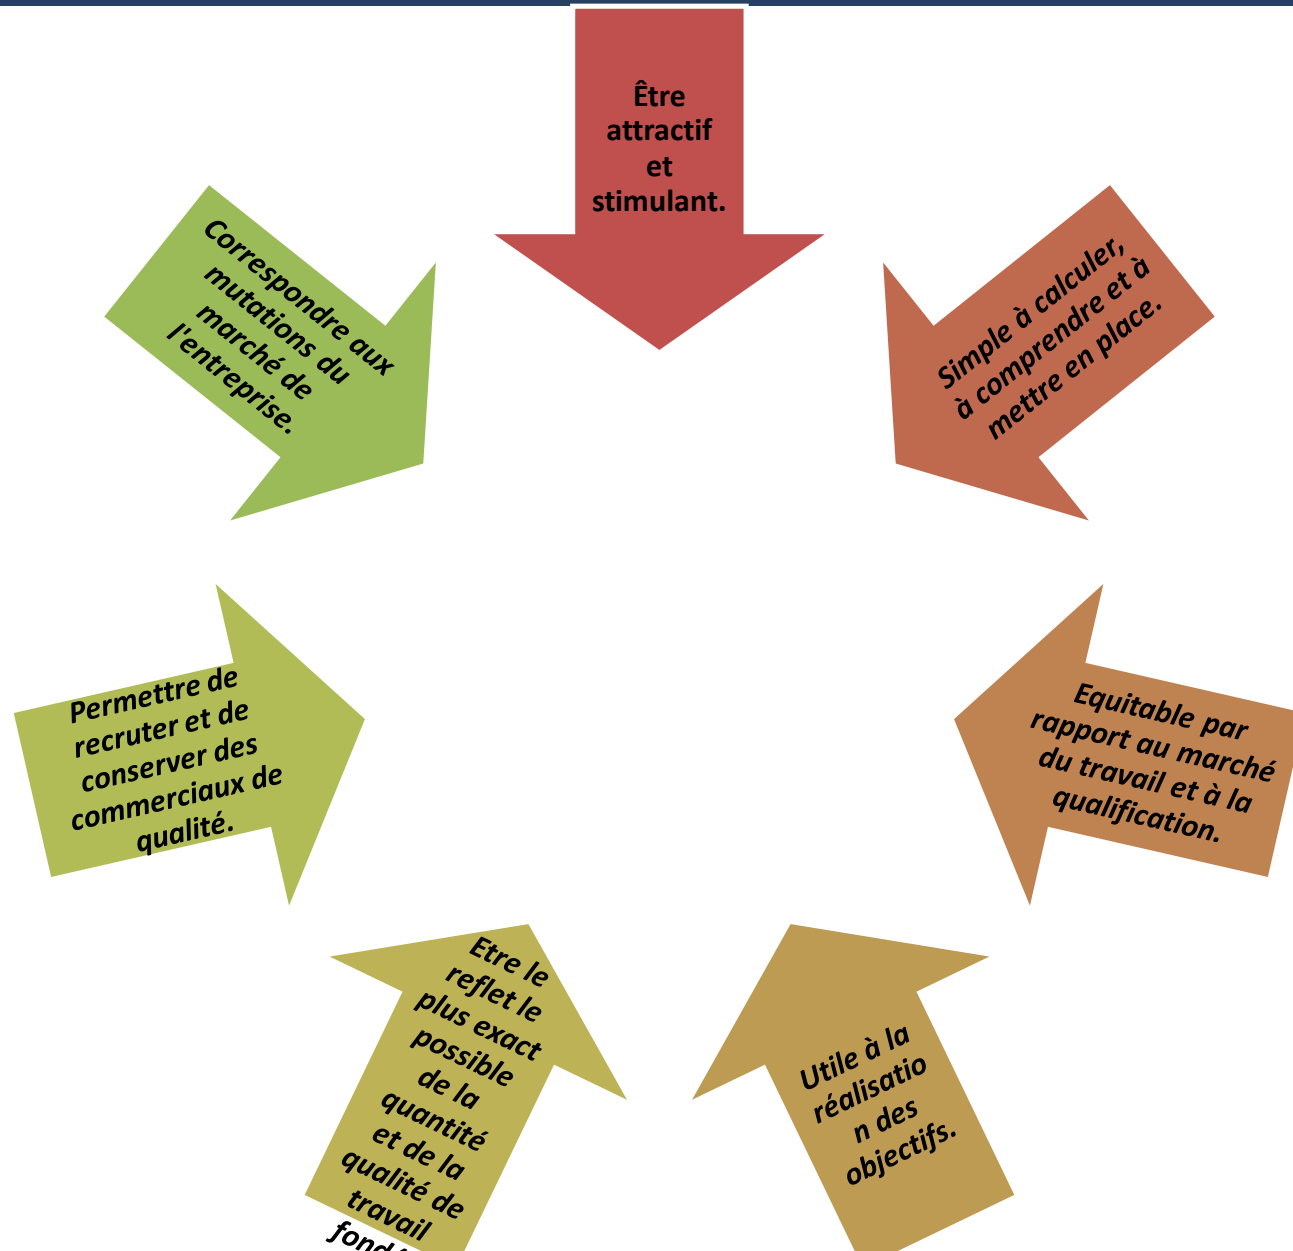 Être
attractif
et
stimulant.
Simple à calculer,
à comprendre et à
mettre en place.
Equitable par
rapport au marché
du travail et à la
qualification.
Utile à la
réalisatio
n des
objectifs.
Etre le
reflet le
plus exact
possible
de la
quantité
et de la
qualité de
travail
Permettre de
recruter et de
conserver des
commerciaux de
qualité.
Correspondre aux
mutations du
marché de
l'entreprise.